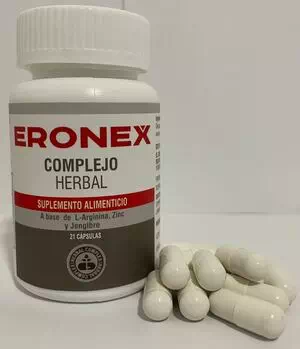 ERONEX
COMPLEJO
HERBAL
SUPLEMENTO ALIMENTICIO
A base de L-Arginina, Zinc
y Jengibre
21 CÁPSULAS